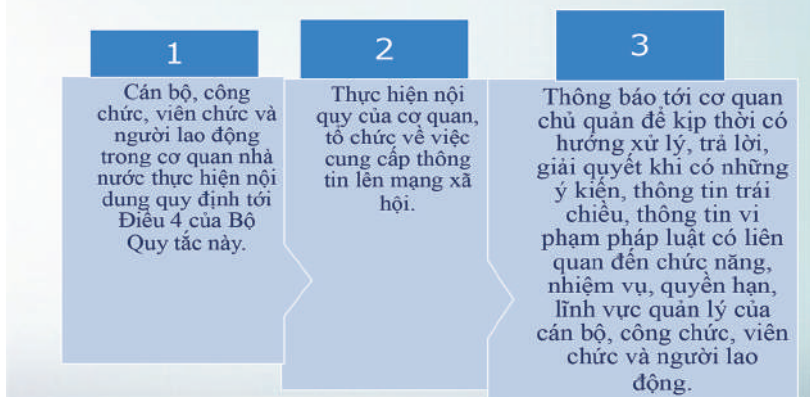 1
Cán bộ, công
chức, viên chức và
người lao động
trong cơ quan nhà
nước thực hiện nội
dung quy định tới
Điều 4 của Bộ
Quy tắc này.
2
Thực hiện nội
quy của cơ quan,
tổ chức về việc
cung cấp thông
tin lên mạng xã
hội.
3
Thông báo tới cơ quan
chủ quản để kịp thời có
hướng xử lý, trả lời,
giải quyết khi có những
ý kiến, thông tin trái
chiều, thông tin vi
phạm pháp luật có liên
quan đến chức năng,
nhiệm vụ, quyền hạn,
lĩnh vực quản lý của
cán bộ, công chức, viên
chức và người lao
động.